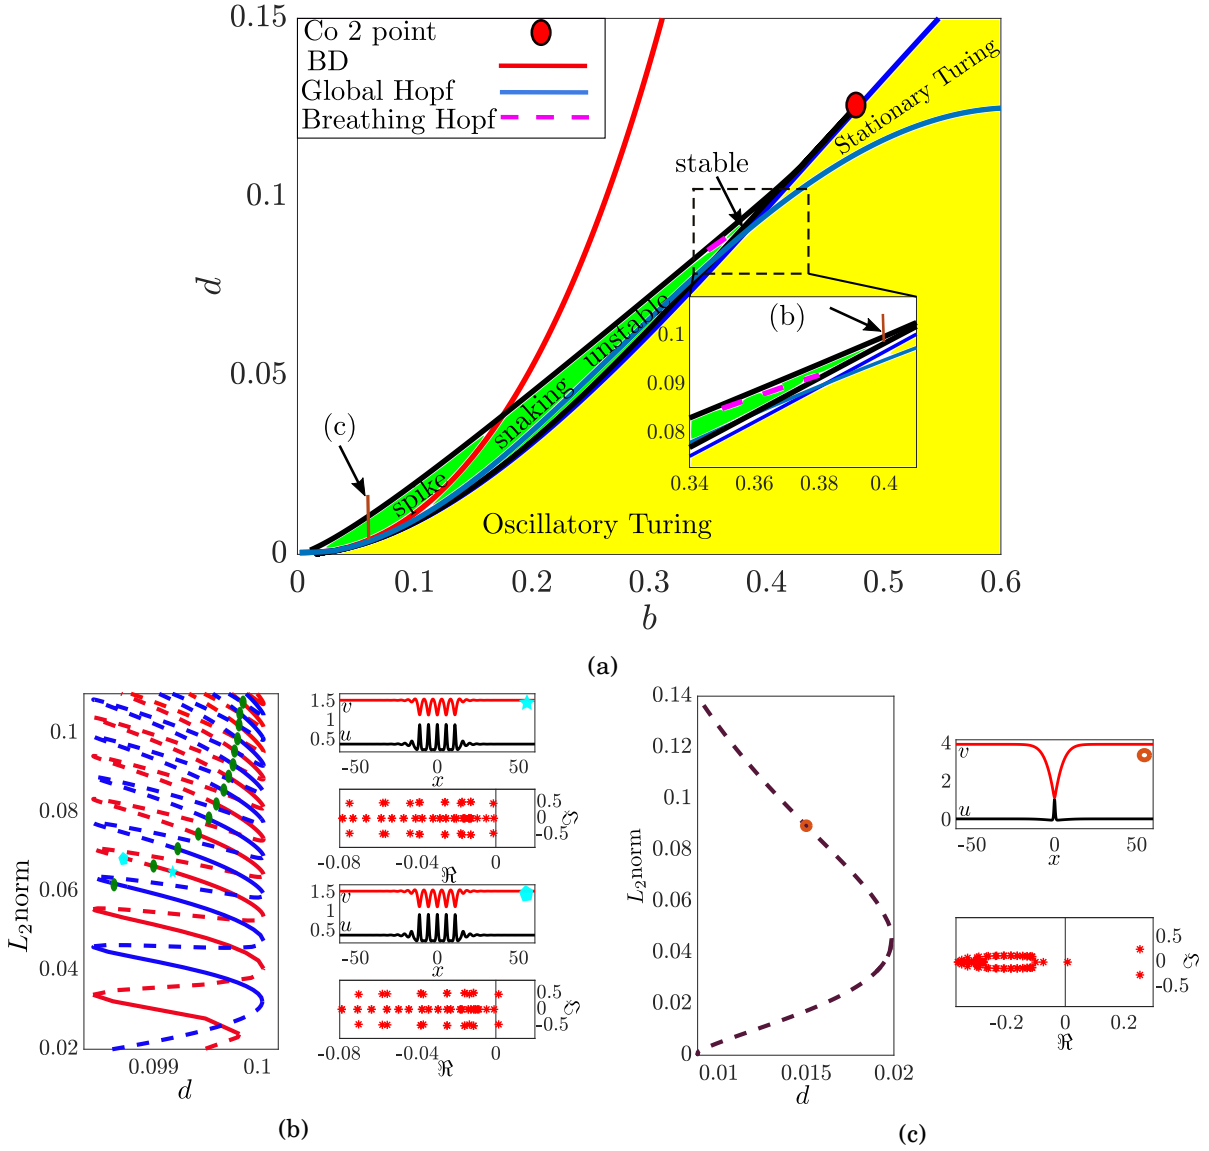 0.15
0.1
0.05
0
d
Co 2 point
BD
Global Hopf
Breathing Hopf
Stationary Turing
stable
unstable
snaking
spike
(c)
Oscillatory Turing
(b)
0.1
0.09
0.08
0.34 0.36 0.38 0.4
0 0.1 0.2 0.3 0.4 0.5 0.6
b
(a)
0.1
0.08
0.06
0.04
0.02
L₂norm
0.099 0.1
d
1.5
1
0.5
v
u
-50 0 50
x
0.5
0
-0.5
ℑ
-0.08 -0.04 0
ℜ
1.5
1
0.5
v
u
-50 0 50
x
0.5
0
-0.5
ℑ
-0.08 -0.04 0
ℜ
(b)
0.14
0.12
0.1
0.08
0.06
0.04
0.02
0
L₂norm
0.01 0.015 0.02
d
4
2
0
v
u
-50 0 50
x
0.5
0
-0.5
ℑ
-0.2 0 0.2
ℜ
(c)